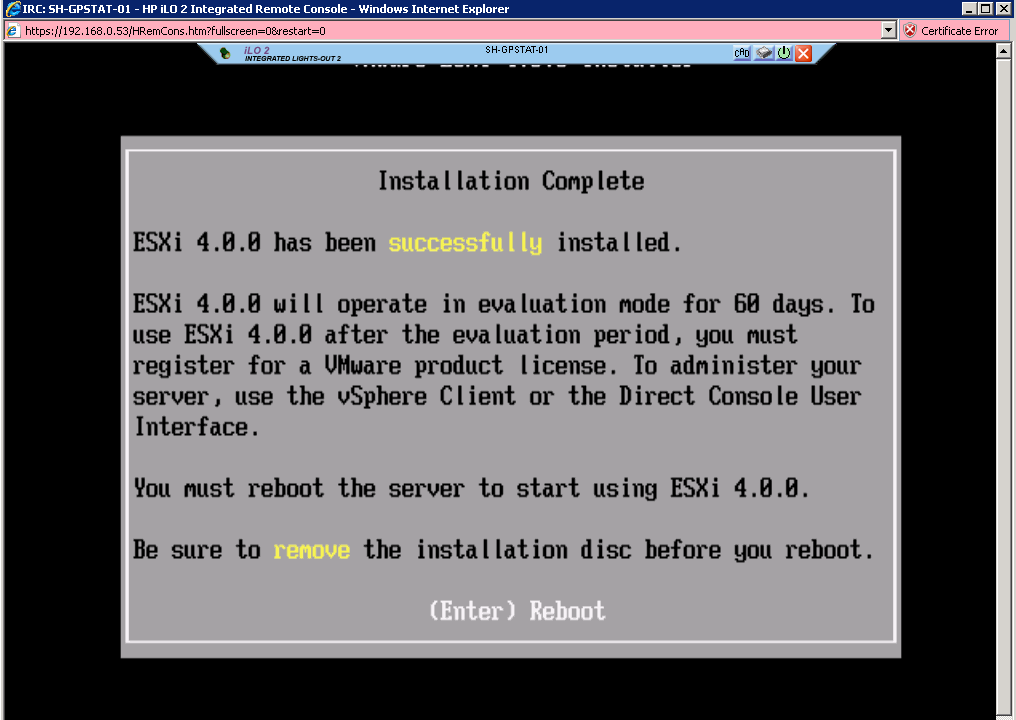 IRC: SH-GPSTAT-01 - HP iLO 2 Integrated Remote Console - Windows Internet Explorer
https://192.168.0.53/HRemCons.htm?fullscreen=0&restart=0
Certificate Error
iLO 2
INTEGRATED LIGHTS-OUT 2
SH-GPSTAT-01
CAD
Installation Complete
ESXi 4.0.0 has been successfully installed.
ESXi 4.0.0 will operate in evaluation mode for 60 days. To
use ESXi 4.0.0 after the evaluation period, you must
register for a VMware product license. To administer your
server, use the vSphere Client or the Direct Console User
Interface.
You must reboot the server to start using ESXi 4.0.0.
Be sure to remove the installation disc before you reboot.
(Enter) Reboot